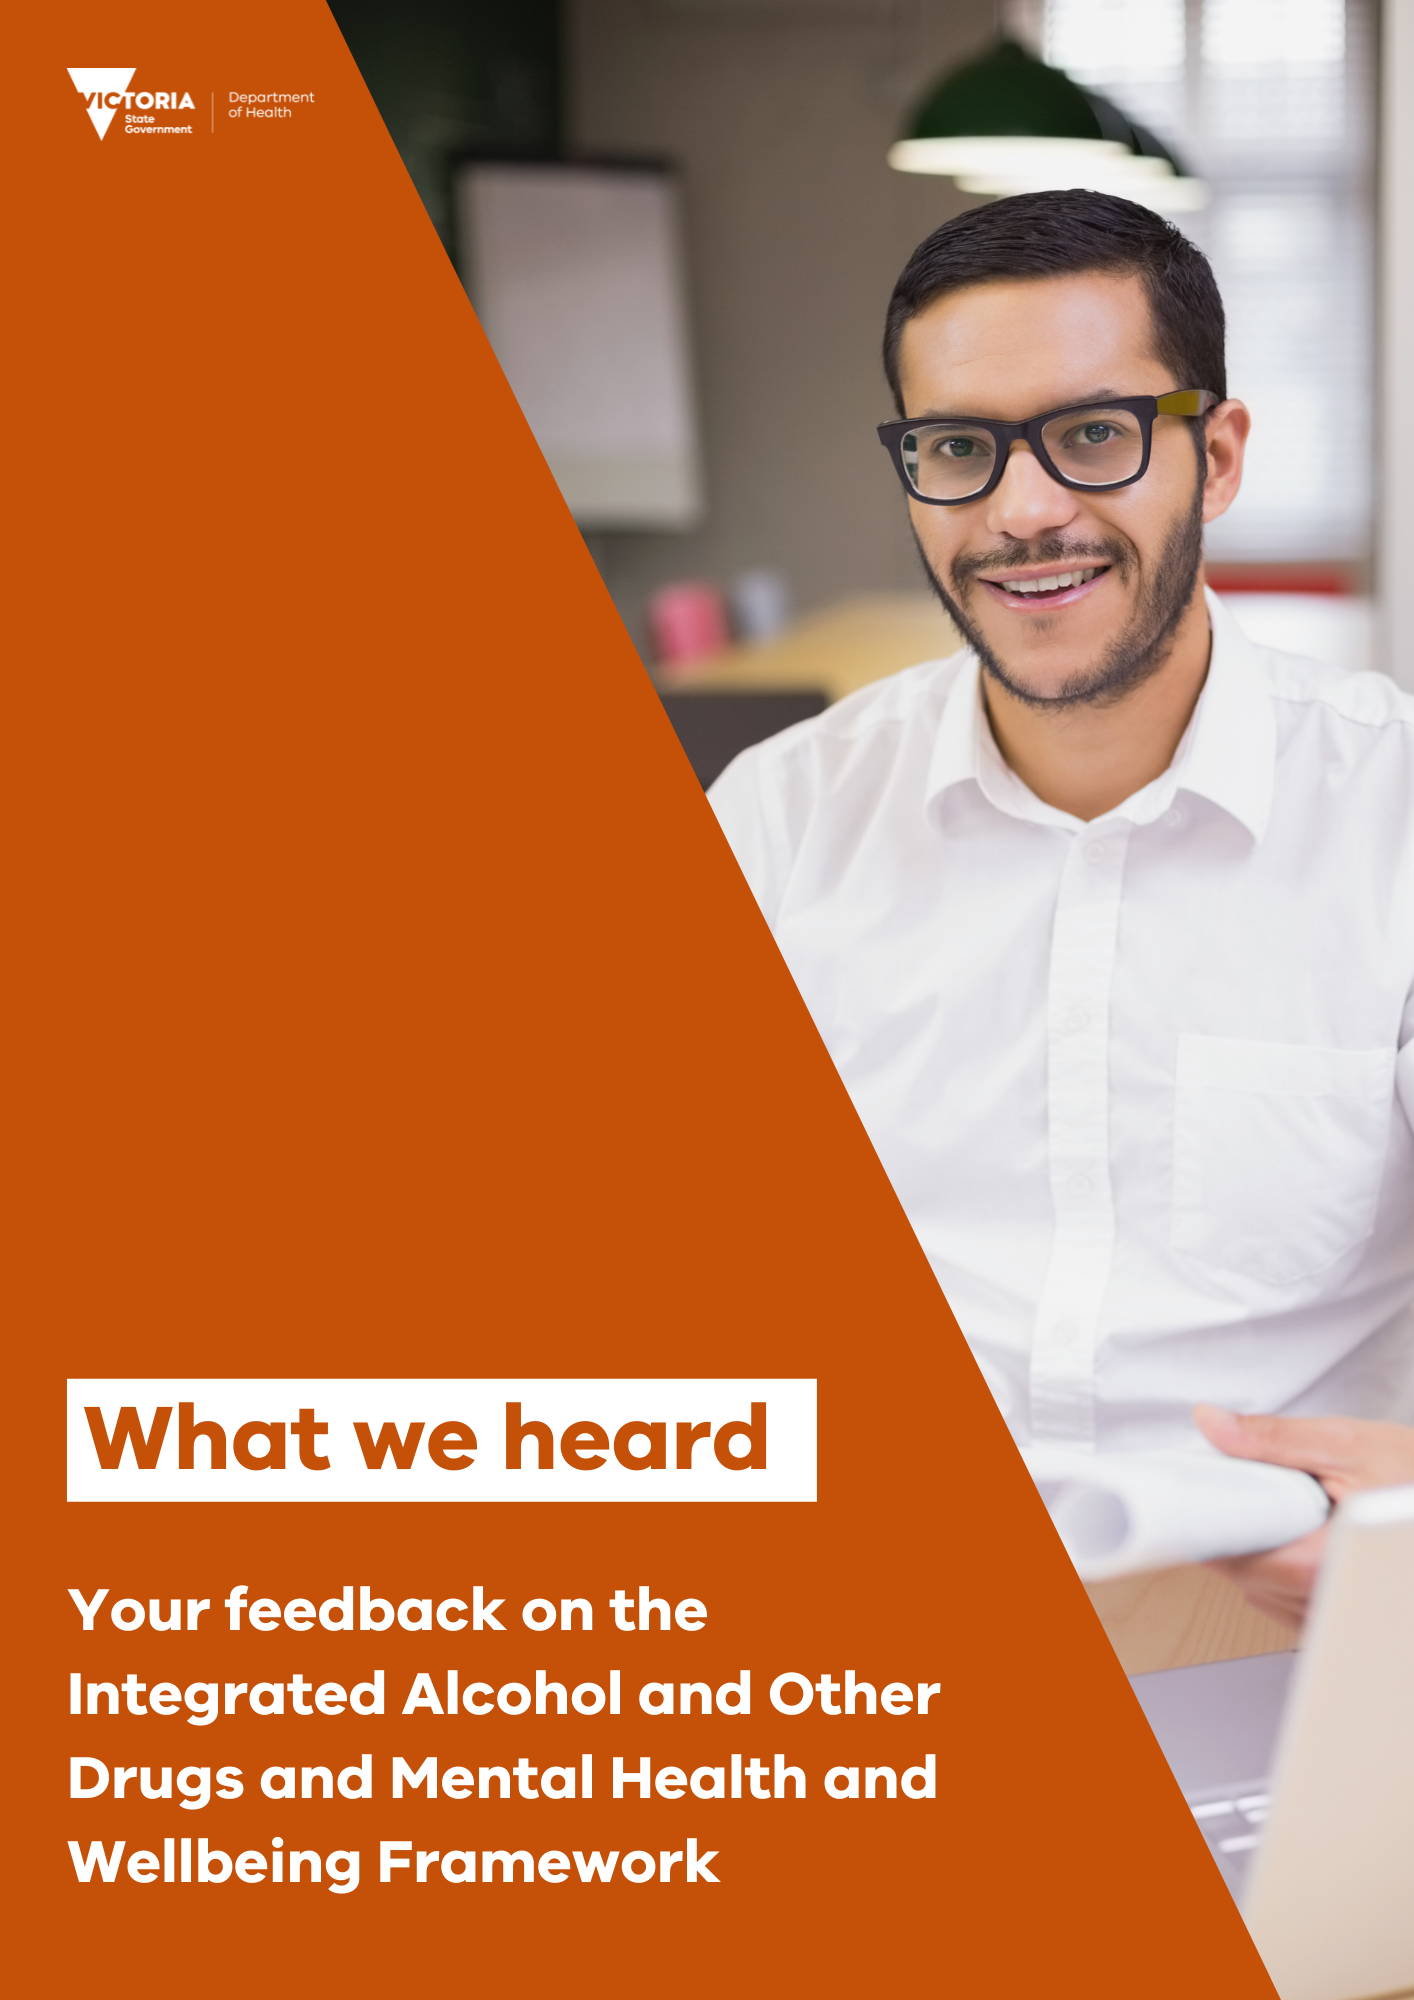 VICTORIA
State
Government
Department
of Health
What we heard
Your feedback on the
Integrated Alcohol and Other
Drugs and Mental Health and
Wellbeing Framework